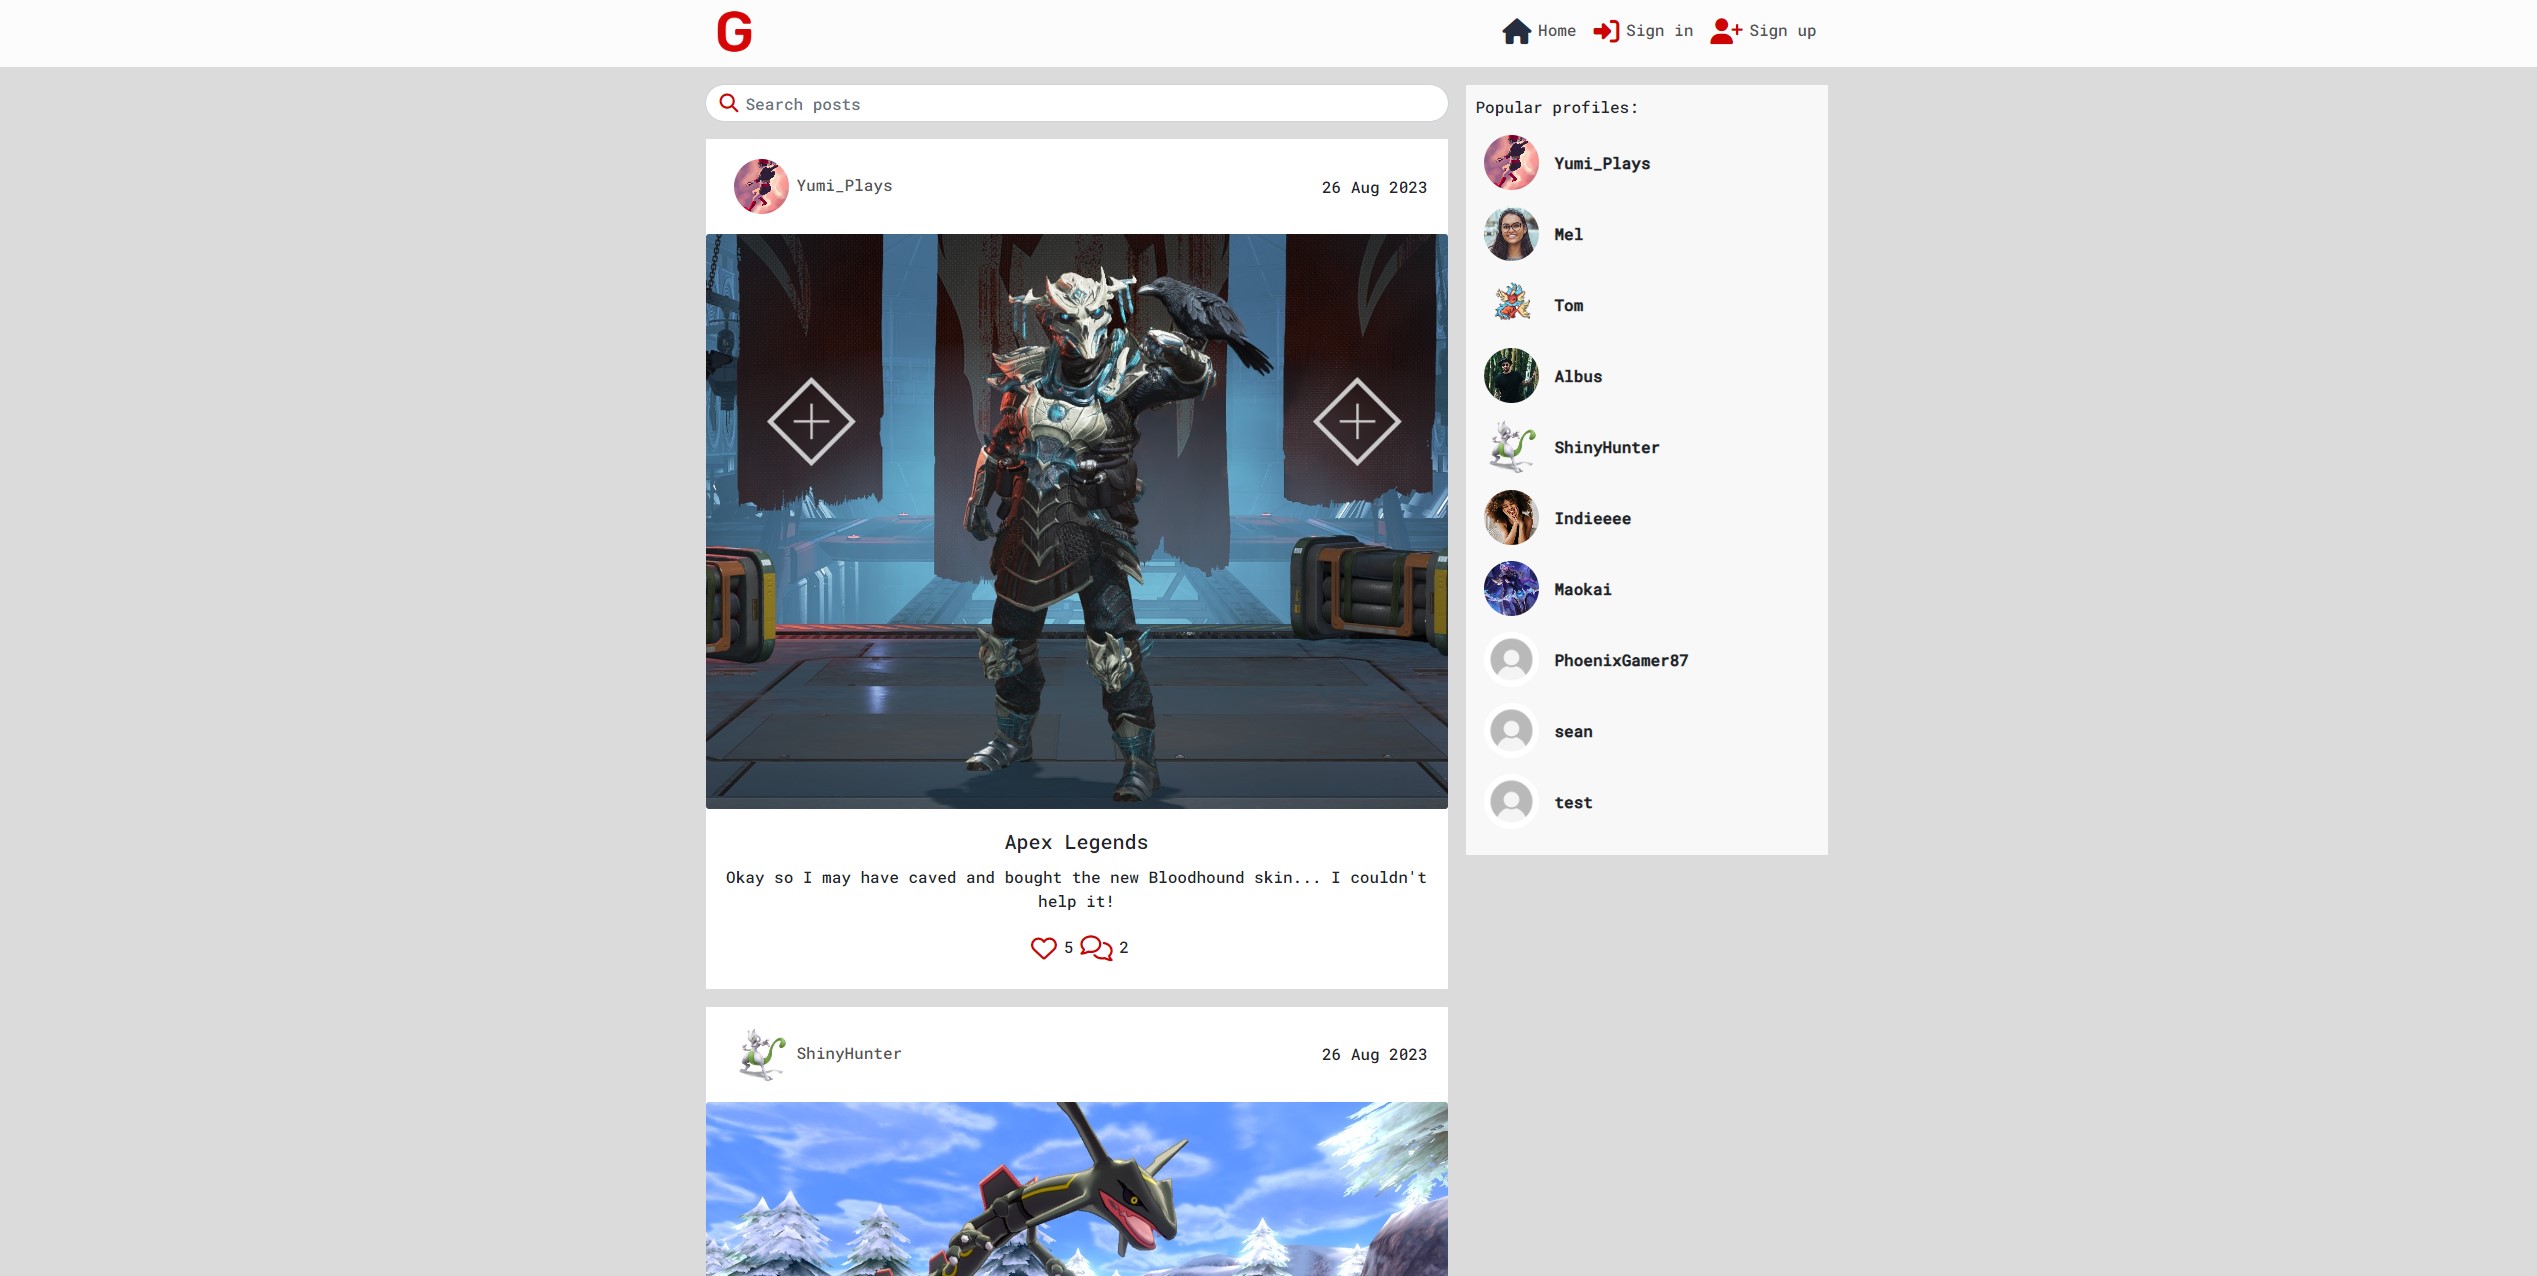 G
Home
Sign in
Sign up
Search posts
Yumi_Plays
26 Aug 2023
Apex Legends
Okay so I may have caved and bought the new Bloodhound skin... I couldn't
help it!
5
2
ShinyHunter
26 Aug 2023
Popular profiles:
Yumi_Plays
Mel
Tom
Albus
ShinyHunter
Indieeee
Maokai
PhoenixGamer87
sean
test